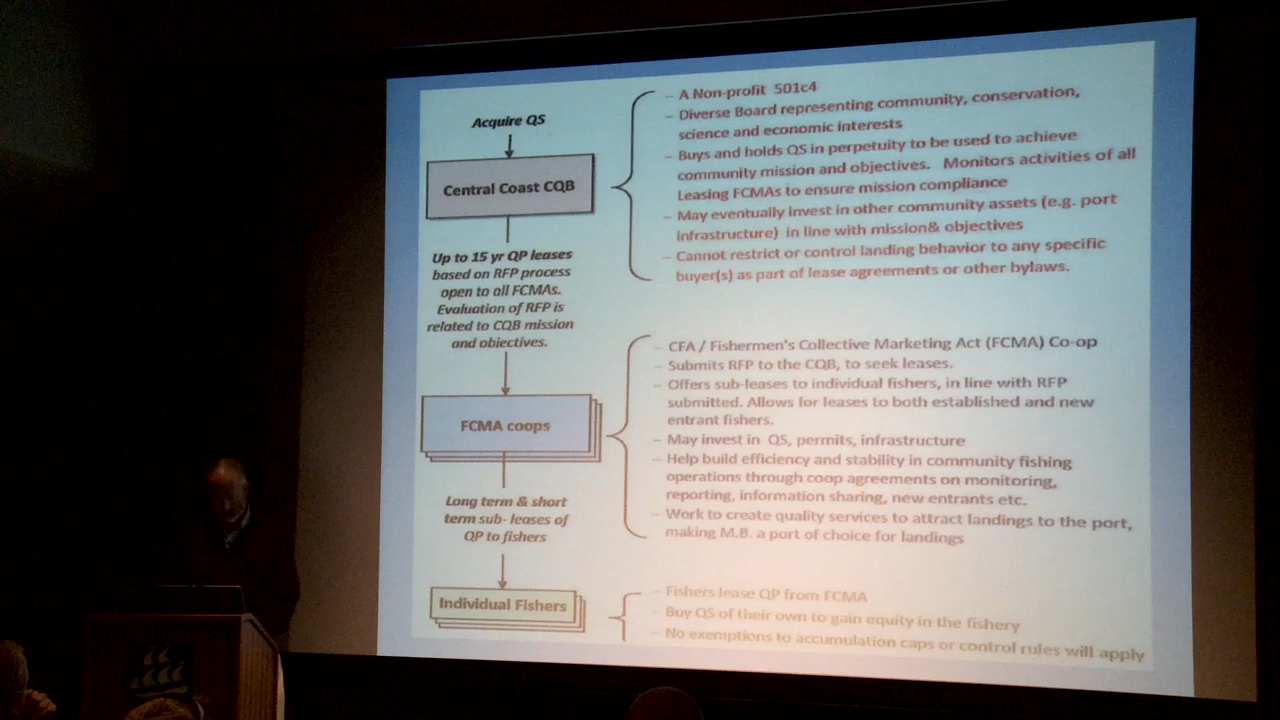 Acquire QS
Central Coast CQB
Up to 15 yr QP leases
based on RFP process
open to all FCMAs.
Evaluation of RFP is
related to CQB mission
and objectives.
FCMA coops
Long term & short
term sub- leases of
QP to fishers
Individual Fishers
– A Non-profit 501c4
– Diverse Board representing community, conservation,
science and economic interests
– Buys and holds QS in perpetuity to be used to achieve
community mission and objectives. Monitors activities of all
Leasing FCMAs to ensure mission compliance
– May eventually invest in other community assets (e.g. port
infrastructure) in line with mission& objectives
– Cannot restrict or control landing behavior to any specific
buyer(s) as part of lease agreements or other bylaws.
– CFA / Fishermen's Collective Marketing Act (FCMA) Co-op
– Submits RFP to the CQB, to seek leases.
– Offers sub-leases to individual fishers, in line with RFP
submitted. Allows for leases to both established and new
entrant fishers.
– May invest in QS, permits, infrastructure
– Help build efficiency and stability in community fishing
operations through coop agreements on monitoring,
reporting, information sharing, new entrants etc.
– Work to create quality services to attract landings to the port,
making M.B. a port of choice for landings
– Fishers lease QP from FCMA
– Buy QS of their own to gain equity in the fishery
– No exemptions to accumulation caps or control rules will apply